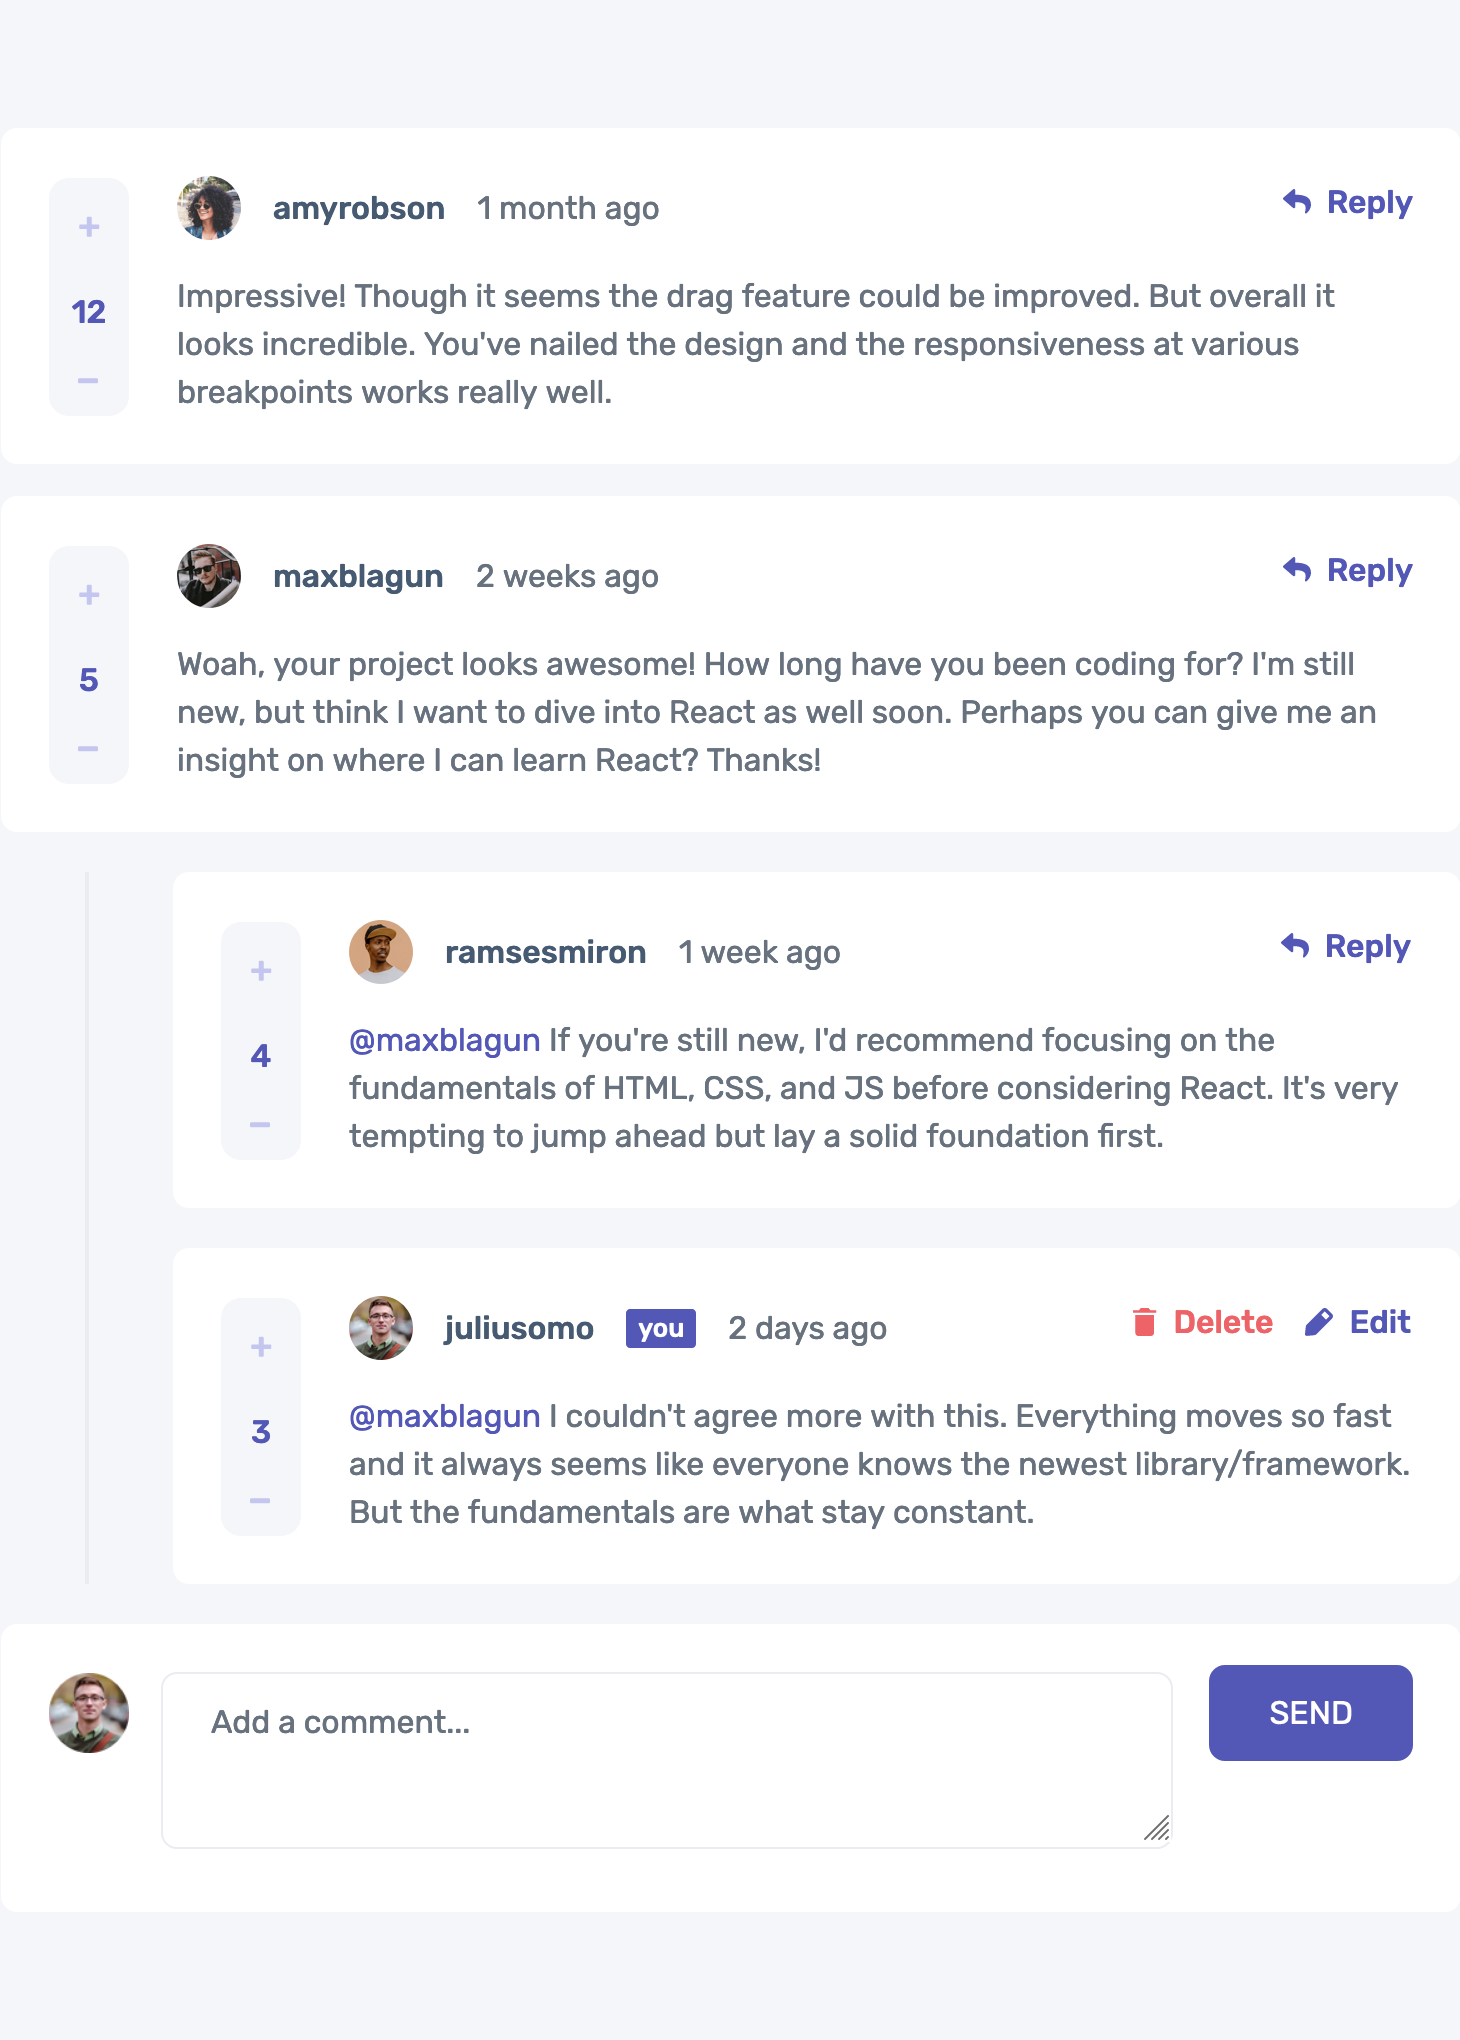 amyrobson 1 month ago Reply
+
12
−
Impressive! Though it seems the drag feature could be improved. But overall it
looks incredible. You've nailed the design and the responsiveness at various
breakpoints works really well.
maxblagun 2 weeks ago Reply
+
5
−
Woah, your project looks awesome! How long have you been coding for? I'm still
new, but think I want to dive into React as well soon. Perhaps you can give me an
insight on where I can learn React? Thanks!
ramsesmiron 1 week ago Reply
+
4
−
@maxblagun If you're still new, I'd recommend focusing on the
fundamentals of HTML, CSS, and JS before considering React. It's very
tempting to jump ahead but lay a solid foundation first.
juliusomo you 2 days ago Delete Edit
+
3
−
@maxblagun I couldn't agree more with this. Everything moves so fast
and it always seems like everyone knows the newest library/framework.
But the fundamentals are what stay constant.
Add a comment... SEND